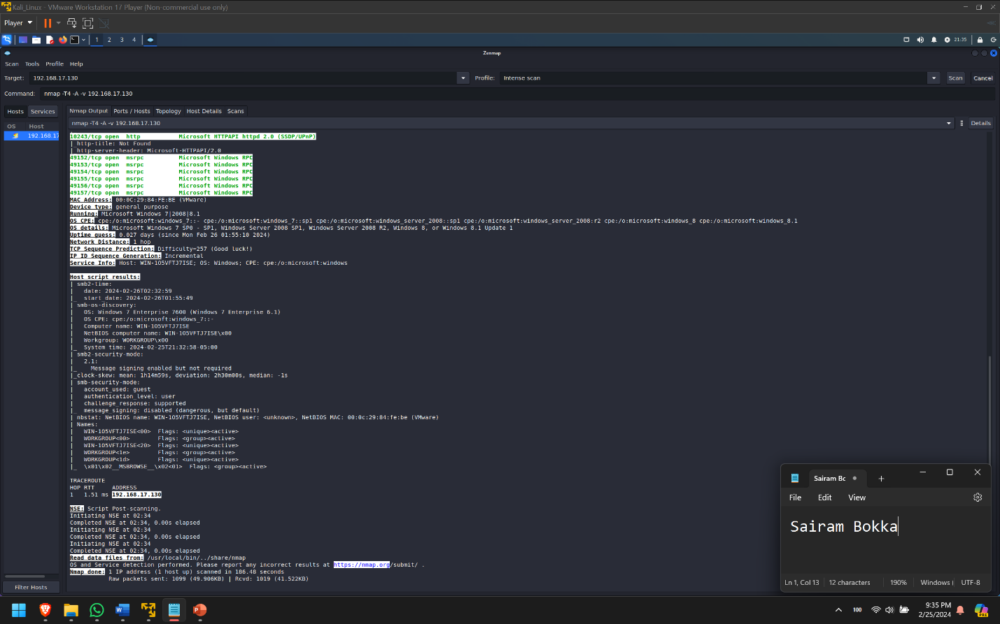 Kali_Linux - VMware Workstation 17 Player (Non-commercial use only)
Player
1 2 3 4
21:35
Zenmap
Scan Tools Profile Help
Target: 192.168.17.130 Profile: Intense scan Scan Cancel
Command: nmap -T4 -A -v 192.168.17.130
Hosts Services
Nmap Output Ports / Hosts Topology Host Details Scans
OS Host
nmap -T4 -A -v 192.168.17.130 Details
192.168.17
10243/tcp open http Microsoft HTTPAPI httpd 2.0 (SSDP/UPnP)
|_http-title: Not Found
|_http-server-header: Microsoft-HTTPAPI/2.0
49152/tcp open msrpc Microsoft Windows RPC
49153/tcp open msrpc Microsoft Windows RPC
49154/tcp open msrpc Microsoft Windows RPC
49155/tcp open msrpc Microsoft Windows RPC
49156/tcp open msrpc Microsoft Windows RPC
49157/tcp open msrpc Microsoft Windows RPC
MAC Address: 00:0C:29:84:FE:BE (VMware)
Device type: general purpose
Running: Microsoft Windows 7|2008|8.1
OS CPE: cpe:/o:microsoft:windows_7::- cpe:/o:microsoft:windows_7::sp1 cpe:/o:microsoft:windows_server_2008::sp1 cpe:/o:microsoft:windows_server_2008:r2 cpe:/o:microsoft:windows_8 cpe:/o:microsoft:windows_8.1
OS details: Microsoft Windows 7 SP0 - SP1, Windows Server 2008 SP1, Windows Server 2008 R2, Windows 8, or Windows 8.1 Update 1
Uptime guess: 0.027 days (since Mon Feb 26 01:55:10 2024)
Network Distance: 1 hop
TCP Sequence Prediction: Difficulty=257 (Good luck!)
IP ID Sequence Generation: Incremental
Service Info: Host: WIN-1O5VFTJ7ISE; OS: Windows; CPE: cpe:/o:microsoft:windows
Host script results:
| smb2-time:
|   date: 2024-02-26T02:32:59
|_  start_date: 2024-02-26T01:55:49
| smb-os-discovery:
|   OS: Windows 7 Enterprise 7600 (Windows 7 Enterprise 6.1)
|   OS CPE: cpe:/o:microsoft:windows_7::-
|   Computer name: WIN-1O5VFTJ7ISE
|   NetBIOS computer name: WIN-1O5VFTJ7ISE\x00
|   Workgroup: WORKGROUP\x00
|_  System time: 2024-02-25T21:32:58-05:00
| smb2-security-mode:
|   2.1:
|_    Message signing enabled but not required
|_clock-skew: mean: 1h14m59s, deviation: 2h30m00s, median: -1s
| smb-security-mode:
|   account_used: guest
|   authentication_level: user
|   challenge_response: supported
|_  message_signing: disabled (dangerous, but default)
| nbstat: NetBIOS name: WIN-1O5VFTJ7ISE, NetBIOS user: <unknown>, NetBIOS MAC: 00:0c:29:84:fe:be (VMware)
| Names:
|   WIN-1O5VFTJ7ISE<00>  Flags: <unique><active>
|   WORKGROUP<00>        Flags: <group><active>
|   WIN-1O5VFTJ7ISE<20>  Flags: <unique><active>
|   WORKGROUP<1e>        Flags: <group><active>
|   WORKGROUP<1d>        Flags: <unique><active>
|_  \x01\x02__MSBROWSE__\x02<01>  Flags: <group><active>
TRACEROUTE
HOP RTT     ADDRESS
1   1.51 ms 192.168.17.130
NSE: Script Post-scanning.
Initiating NSE at 02:34
Completed NSE at 02:34, 0.00s elapsed
Initiating NSE at 02:34
Completed NSE at 02:34, 0.00s elapsed
Initiating NSE at 02:34
Completed NSE at 02:34, 0.00s elapsed
Read data files from: /usr/local/bin/../share/nmap
OS and Service detection performed. Please report any incorrect results at https://nmap.org/submit/ .
Nmap done: 1 IP address (1 host up) scanned in 186.48 seconds
Raw packets sent: 1099 (49.906KB) | Rcvd: 1019 (41.522KB)
Filter Hosts
Sairam Bc
File Edit View
Sairam Bokka
Ln 1, Col 13 12 characters 190% Windows UTF-8
100 9:35 PM
2/25/2024
PRE